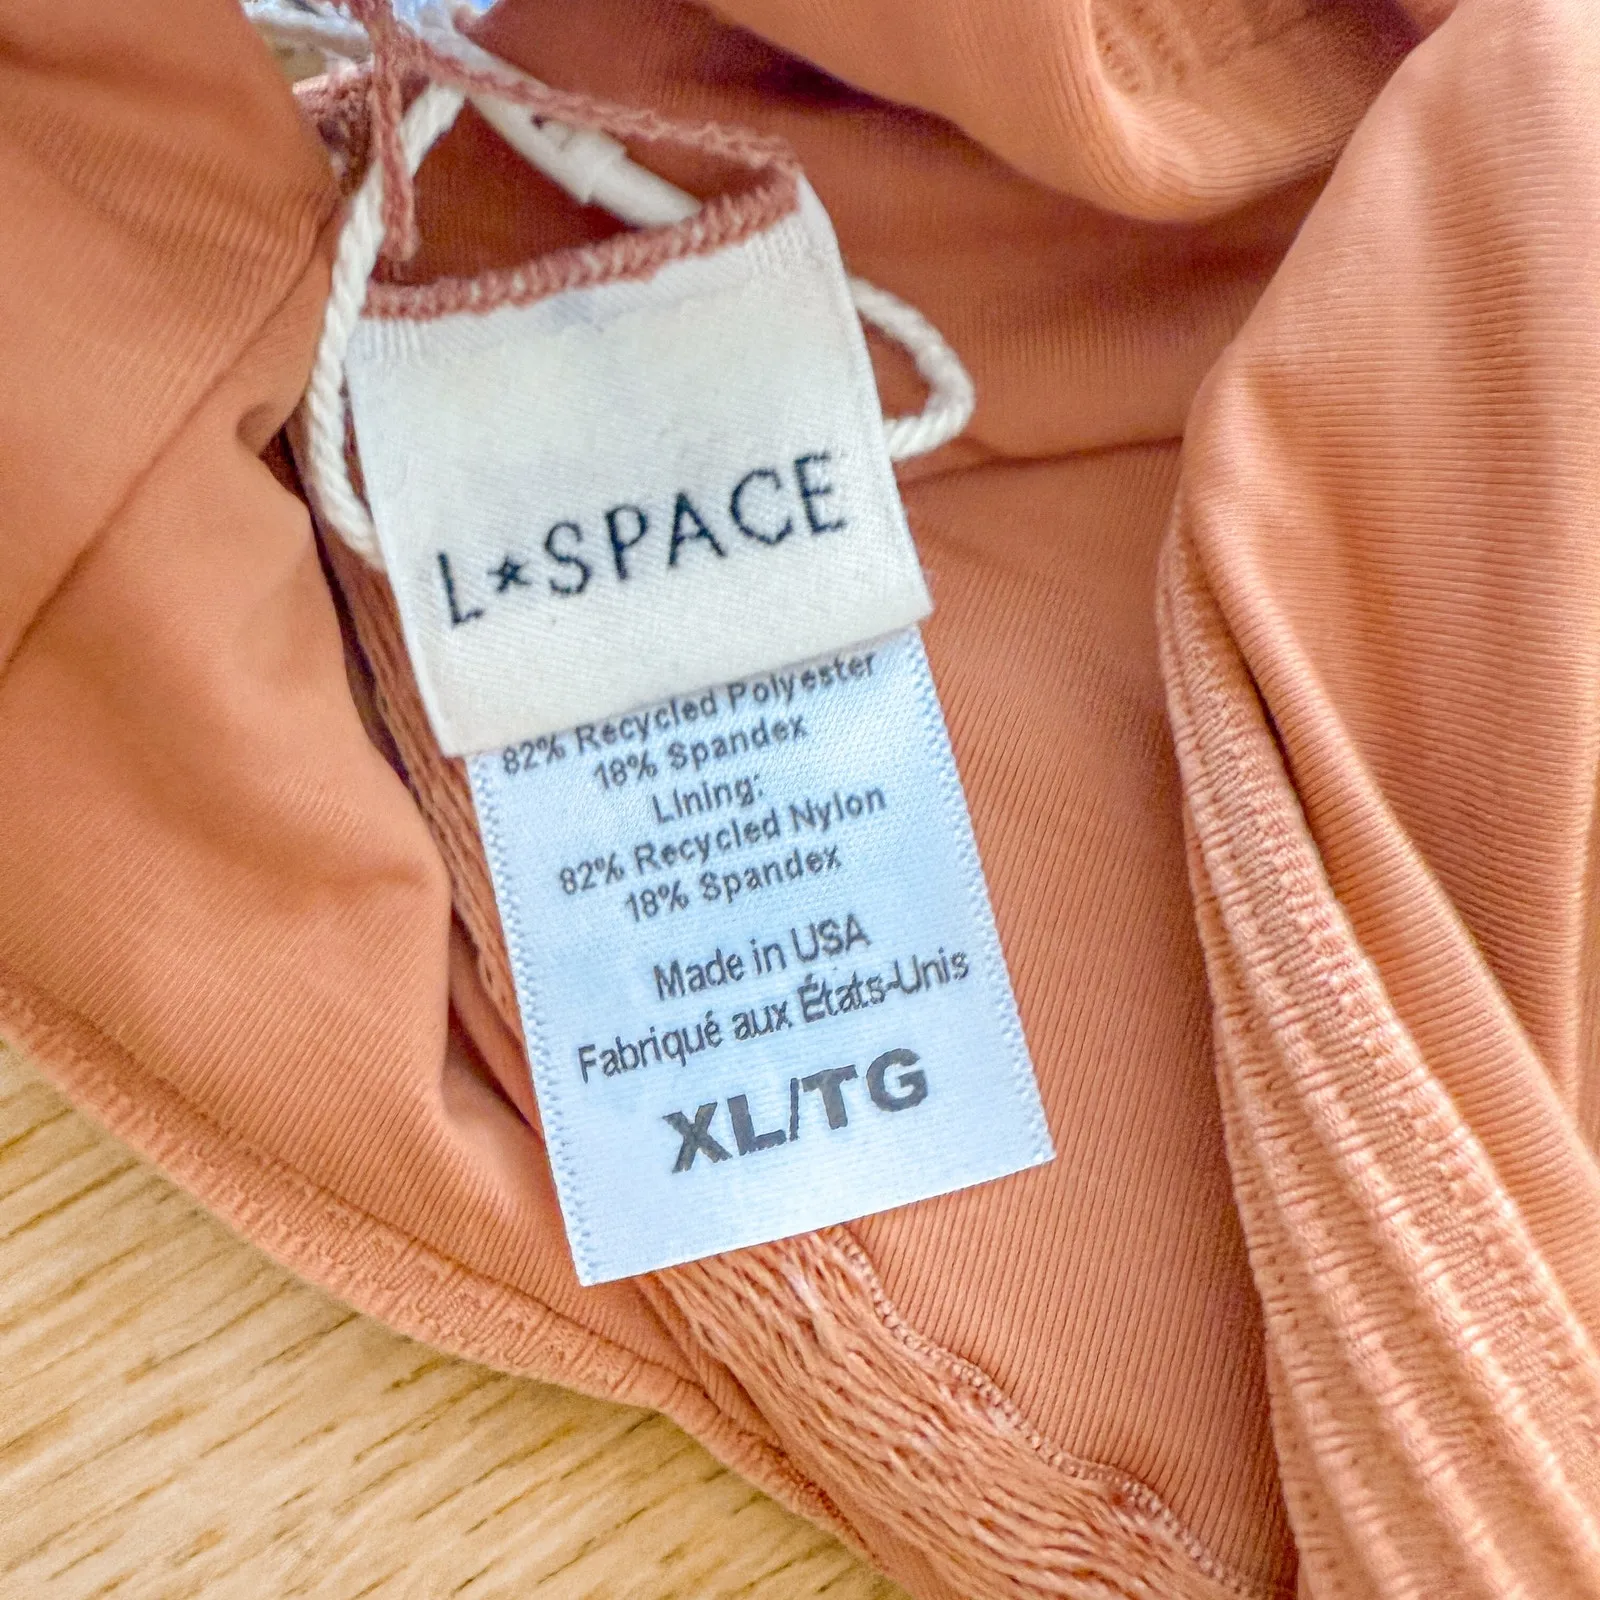 L★SPACE
82% Recycled Polyester
18% Spandex
Lining:
82% Recycled Nylon
18% Spandex
Made in USA
Fabriqué aux États-Unis
XL/TG